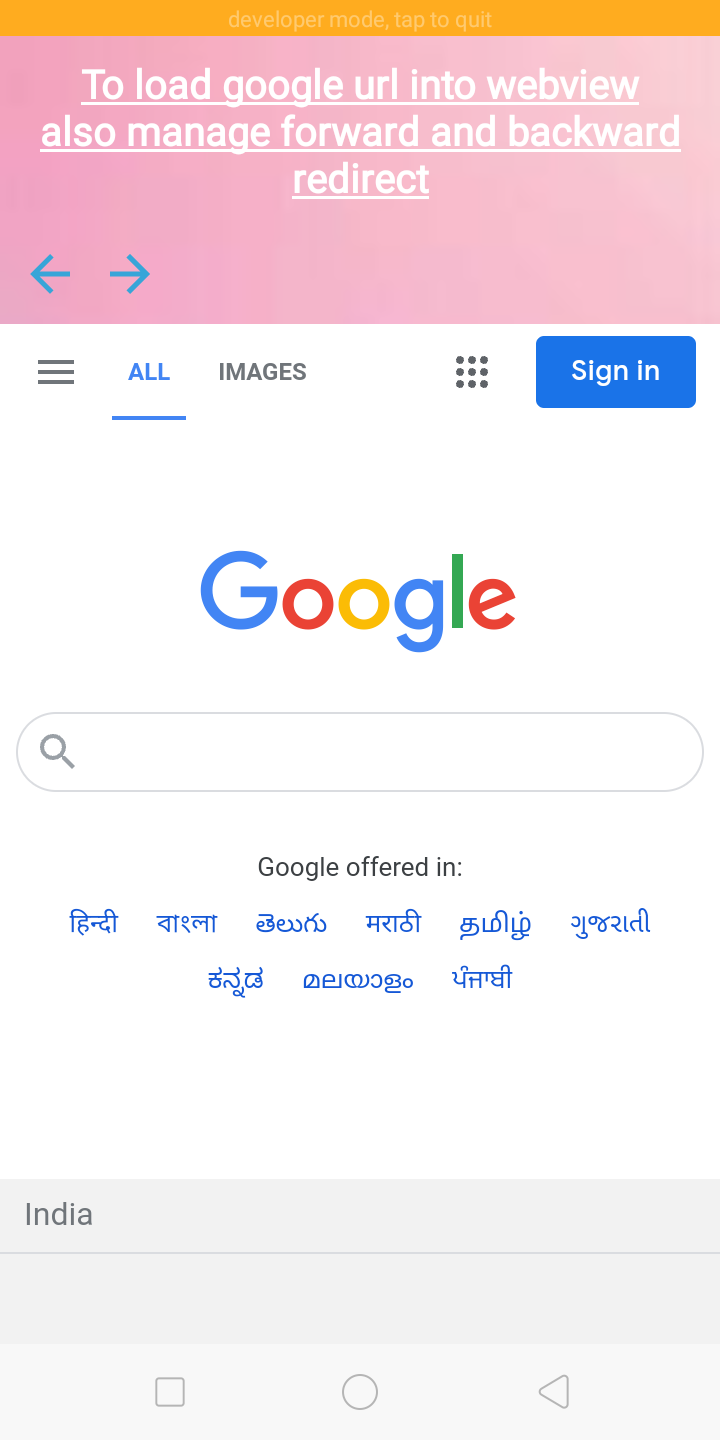 developer mode, tap to quit
To load google url into webview
also manage forward and backward
redirect
ALL IMAGES Sign in
Google
Google offered in:
हिन्दी বাংলা తెలుగు मराठी தமிழ் ગુજરાતી
ಕನ್ನಡ മലയാളം ਪੰਜਾਬੀ
India